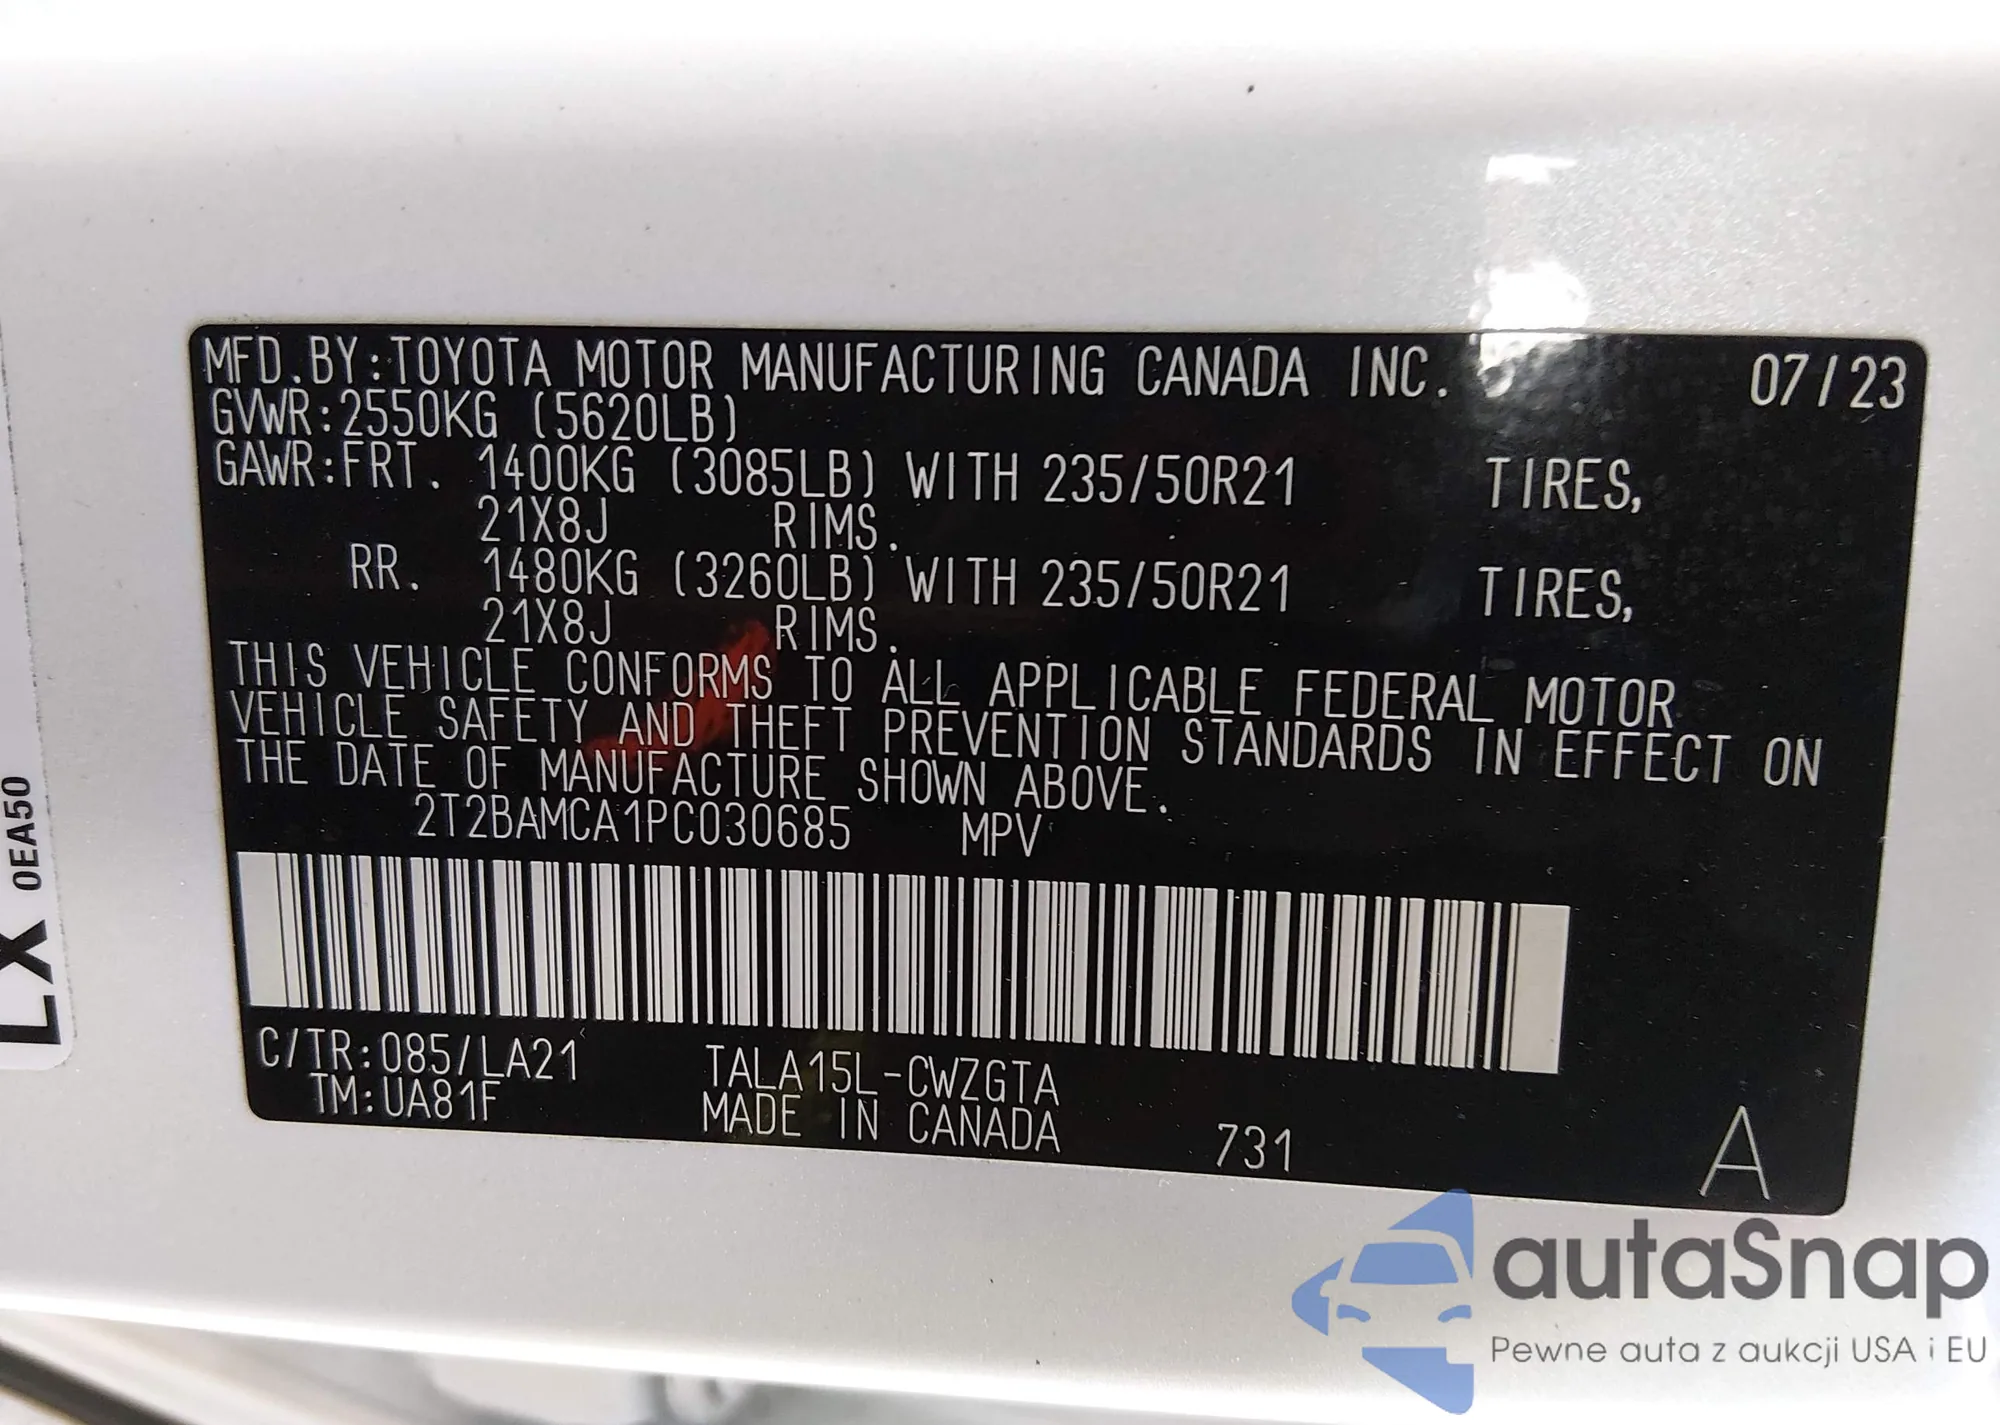 MFD.BY:TOYOTA MOTOR MANUFACTURING CANADA INC. 07/23
GVWR:2550KG (5620LB)
GAWR:FRT. 1400KG (3085LB) WITH 235/50R21 TIRES,
21X8J RIMS.
RR. 1480KG (3260LB) WITH 235/50R21 TIRES,
21X8J RIMS.
THIS VEHICLE CONFORMS TO ALL APPLICABLE FEDERAL MOTOR
VEHICLE SAFETY AND THEFT PREVENTION STANDARDS IN EFFECT ON
THE DATE OF MANUFACTURE SHOWN ABOVE.
2T2BAMCA1PC030685 MPV
C/TR:085/LA21 TALA15L-CWZGTA
TM:UA81F MADE IN CANADA 731 A
LX 0EA50
autaSnap
Pewne auta z aukcji USA i EU